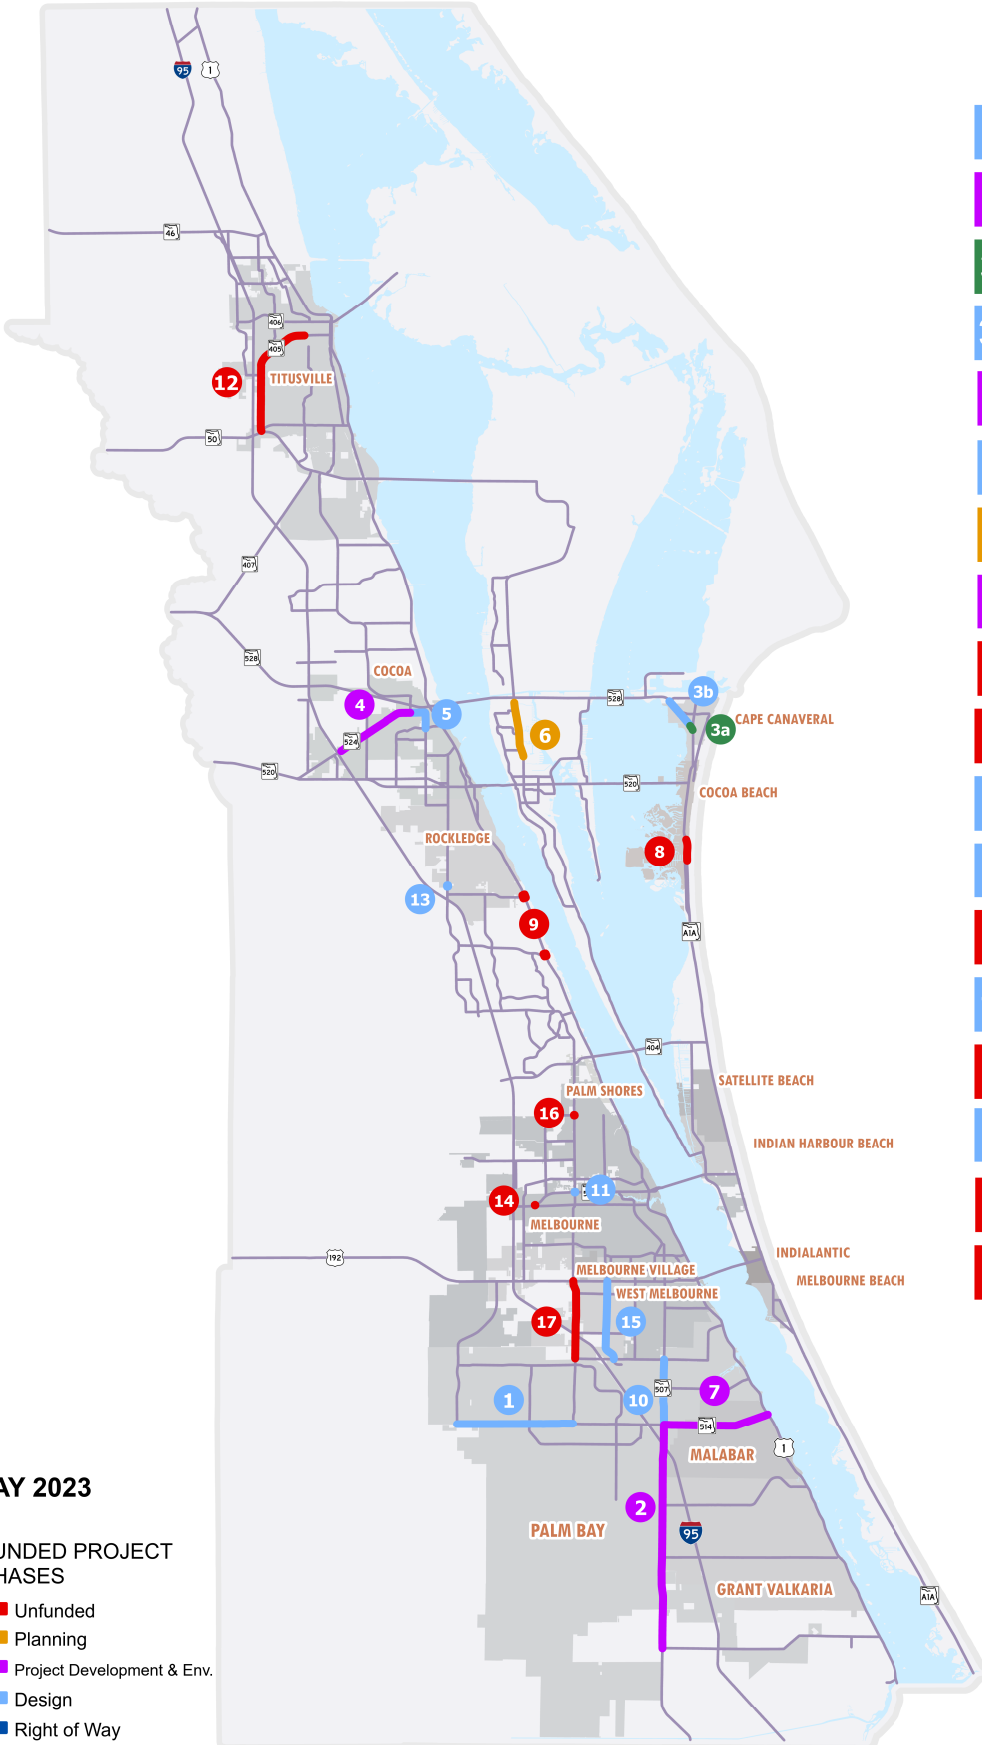 95
1
46
406
405
12
TITUSVILLE
50
407
528
COCOA
3b
528
4
5
3a
CAPE CANAVERAL
6
524
520
520
COCOA BEACH
ROCKLEDGE
8
13
9
A1A
404
SATELLITE BEACH
PALM SHORES
16
INDIAN HARBOUR BEACH
11
14
MELBOURNE
INDIALANTIC
192
MELBOURNE VILLAGE
MELBOURNE BEACH
WEST MELBOURNE
17
15
507
7
1
10
514
1
MALABAR
AY 2023
2
PALM BAY
95
UNDED PROJECT
HASES
GRANT VALKARIA
A1A
Unfunded
Planning
Project Development & Env.
Design
Right of Way